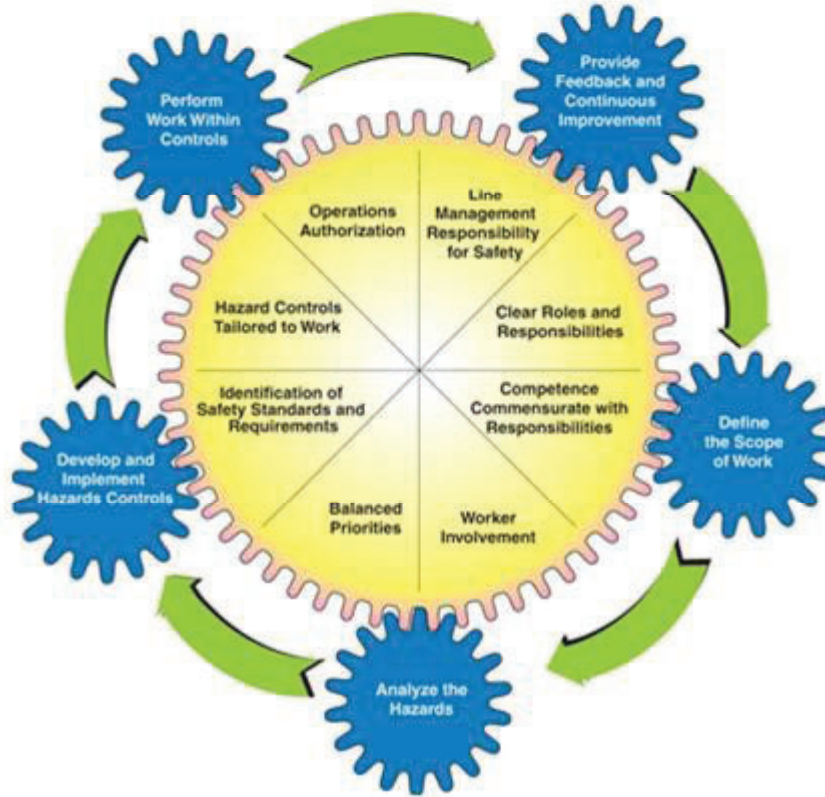 Perform
Work Within
Controls
Provide
Feedback and
Continuous
Improvement
Operations
Authorization
Line
Management
Responsibility
for Safety
Hazard Controls
Tailored to Work
Clear Roles and
Responsibilities
Identification of
Safety Standards and
Requirements
Competence
Commensurate with
Responsibilities
Define
the Scope
of Work
Develop and
Implement
Hazards Controls
Balanced
Priorities
Worker
Involvement
Analyze the
Hazards